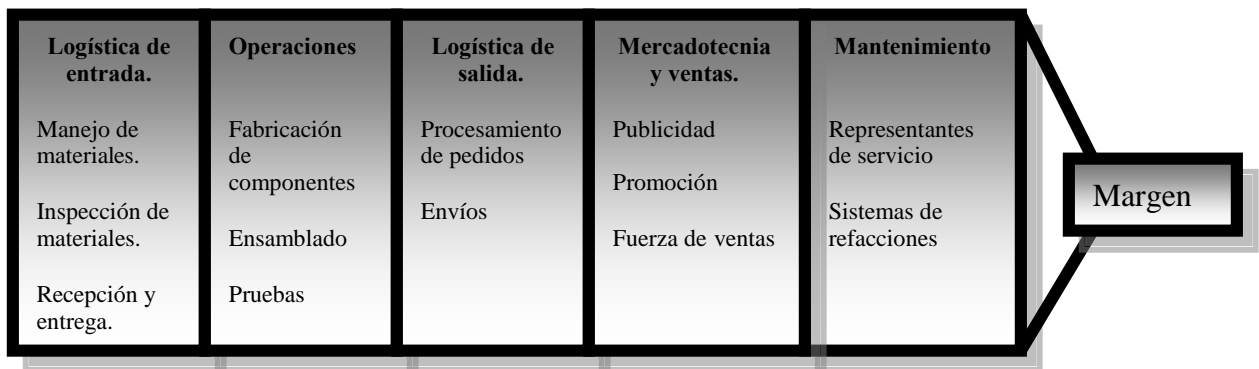 Logística de
entrada.
Manejo de
materiales.
Inspección de
materiales.
Recepción y
entrega.
Operaciones
Fabricación
de
componentes
Ensamblado
Pruebas
Logística de
salida.
Procesamiento
de pedidos
Envíos
Mercadotecnia
y ventas.
Publicidad
Promoción
Fuerza de ventas
Mantenimiento
Representantes
de servicio
Sistemas de
refacciones
Margen